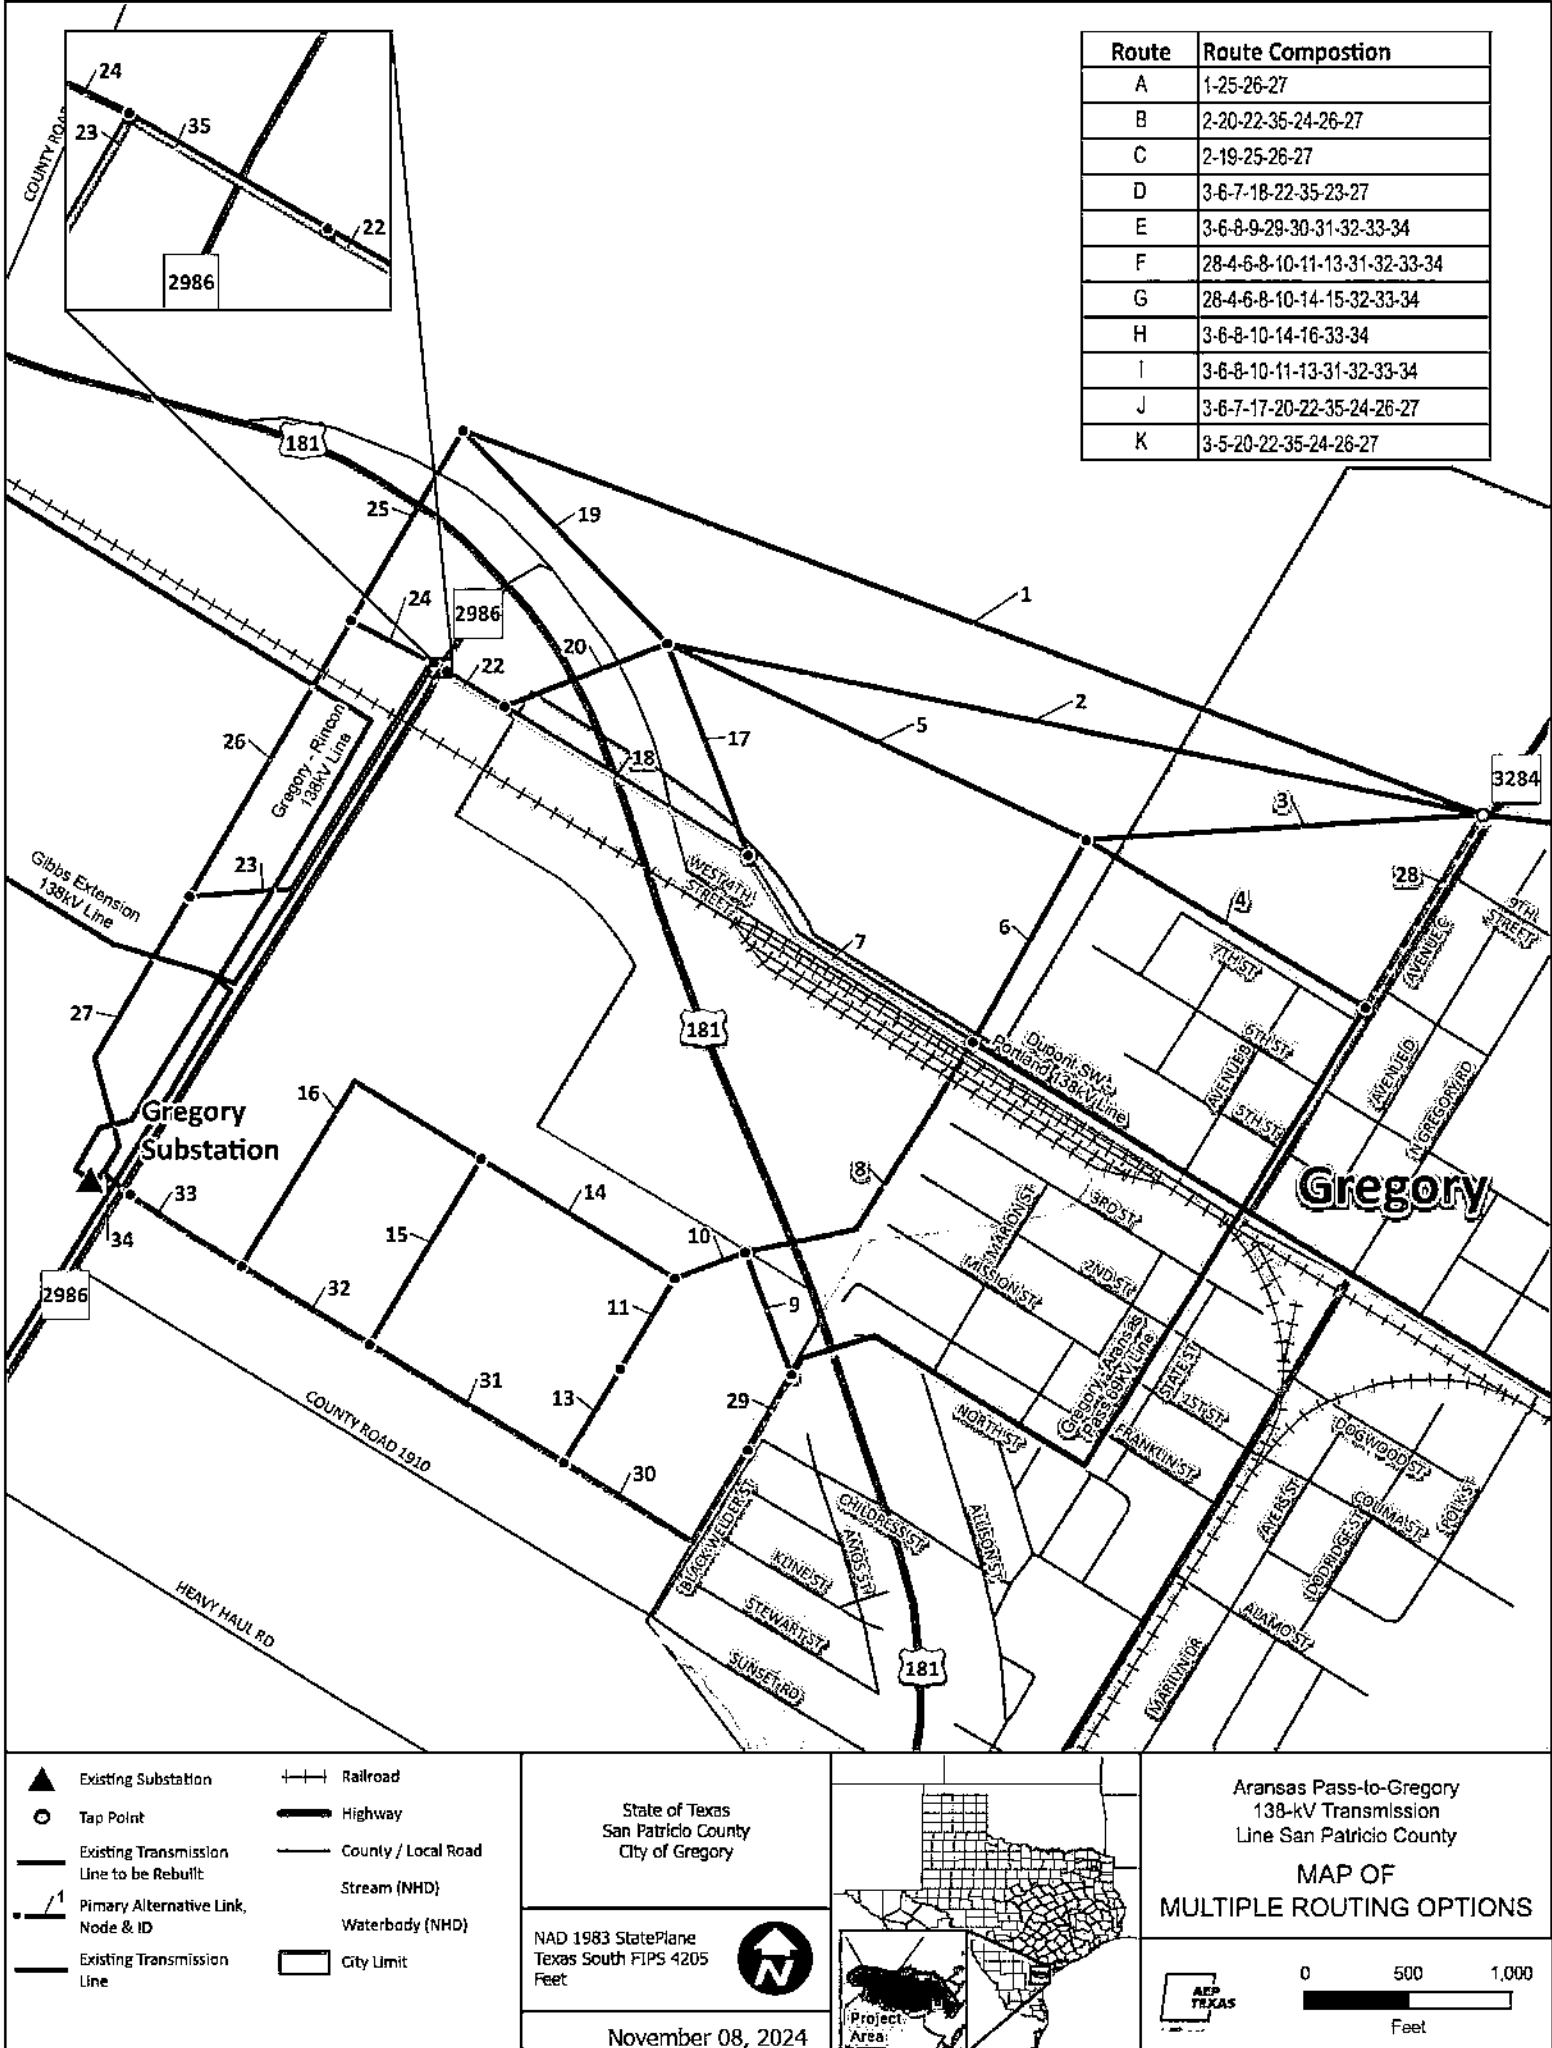 24
23
35
22
2986
COUNTY ROAD
Route Route Compostion
A 1-25-26-27
B 2-20-22-35-24-26-27
C 2-19-25-26-27
D 3-6-7-18-22-35-23-27
E 3-6-8-9-29-30-31-32-33-34
F 28-4-6-8-10-11-13-31-32-33-34
G 28-4-6-8-10-14-15-32-33-34
H 3-6-8-10-14-16-33-34
I 3-6-8-10-11-13-31-32-33-34
J 3-6-7-17-20-22-35-24-26-27
K 3-5-20-22-35-24-26-27
181
25
19
1
24
2986
20
22
2
5
17
26
Gregory - Rincon
138kV Line
18
3284
3
Gibbs Extension
138kV Line
23
WEST 4TH
STREET
28
4
9TH
STREET
AVENUE C
6
7
7TH ST
27
181
Dupont SW -
Portland 138kV Line
6TH ST
AVENUE B
AVENUE D
5TH ST
N GREGORY RD
16
Gregory
Substation
8
Gregory
33
14
3RD ST
MARION ST
34
15
10
MISSION ST
2ND ST
2986
32
11
9
Gregory - Aransas
Pass 69kV Line
STATE ST
31
13
29
1ST ST
COUNTY ROAD 1910
NORTH ST
FRANKLIN ST
DOGWOOD ST
30
BLACKWELDER ST
CHILDRESS ST
ALLISON ST
AYERS ST
COLIMA ST
POLK ST
AMOS ST
KLINE ST
DODRIDGE ST
HEAVY HAUL RD
STEWART ST
ALAMO ST
SUNSET RD
181
MARILYN DR
Existing Substation
Tap Point
Existing Transmission
Line to be Rebuilt
1
Pimary Alternative Link,
Node & ID
Existing Transmission
Line
Railroad
Highway
County / Local Road
Stream (NHD)
Waterbody (NHD)
City Limit
State of Texas
San Patricio County
City of Gregory
NAD 1983 StatePlane
Texas South FIPS 4205
Feet
N
November 08, 2024
Project
Area
Aransas Pass-to-Gregory
138-kV Transmission
Line San Patricio County
MAP OF
MULTIPLE ROUTING OPTIONS
AEP
TEXAS
0 500 1,000
Feet